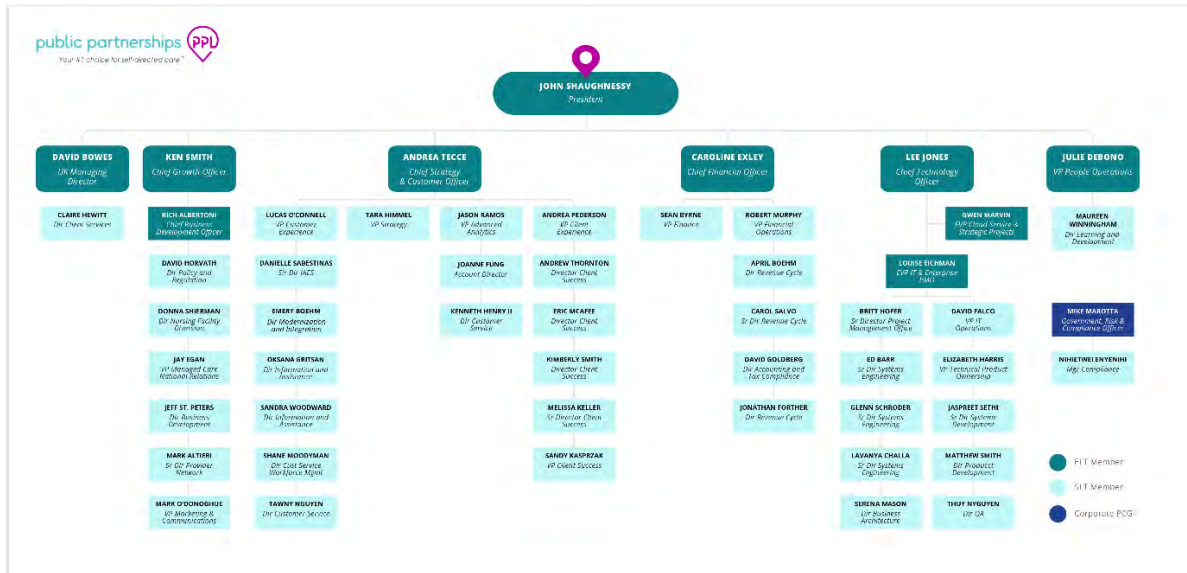 public partnerships PPL
Your #1 choice for self-directed care™
JOHN SHAUGHNESSY
President
DAVID BOWES
UK Managing
Director
KEN SMITH
Chief Growth Officer
ANDREA TECCE
Chief Strategy
& Customer Officer
CAROLINE EXLEY
Chief Financial Officer
LEE JONES
Chief Technology
Officer
JULIE DEBONO
VP People Operations
CLAIRE HEWITT
Dir Client Services
RICH ALBERTONI
Chief Business
Development Officer
DAVID HORVATH
Dir Policy and
Regulation
DONNA SHERMAN
Dir Nursing Facility
Diversion
JAY EGAN
VP Managed Care
National Relations
JEFF ST. PETERS
Dir Business
Development
MARK ALTIERI
Sr Dir Provider
Network
MARK O'DONOGHUE
VP Marketing &
Communications
LUCAS O'CONNELL
VP Customer
Experience
DANIELLE SABESTINAS
Sr Dir IAES
EMERY BOEHM
Dir Modernization
and Integration
OKSANA GRITSAN
Dir Information and
Assistance
SANDRA WOODWARD
Dir Information and
Assistance
SHANE MOODYMAN
Dir Cust Service
Workforce Mgmt
TAWNY NGUYEN
Dir Customer Service
TARA HIMMEL
VP Strategy
JASON RAMOS
VP Advanced
Analytics
JOANNE FUNG
Account Director
KENNETH HENRY II
Dir Customer
Service
ANDREA PEDERSON
VP Client
Experience
ANDREW THORNTON
Director Client
Success
ERIC MCAFEE
Director Client
Success
KIMBERLY SMITH
Director Client
Success
MELISSA KELLER
Sr Director Client
Success
SANDY KASPRZAK
VP Client Success
SEAN BYRNE
VP Finance
ROBERT MURPHY
VP Financial
Operations
APRIL BOEHM
Dir Revenue Cycle
CAROL SALVO
Sr Dir Revenue Cycle
DAVID GOLDBERG
Dir Accounting and
Tax Compliance
JONATHAN FORTHER
Dir Revenue Cycle
GWEN MARVIN
EVP Cloud Service &
Strategic Projects
LOUISE EICHMAN
EVP IT & Enterprise
PMO
BRITT HOFER
Sr Director Project
Management Office
ED BARR
Sr Dir Systems
Engineering
GLENN SCHRODER
Sr Dir Systems
Engineering
LAVANYA CHALLA
Sr Dir Systems
Engineering
SERENA MASON
Dir Business
Architecture
DAVID FALCO
VP IT
Operations
ELIZABETH HARRIS
VP Technical Product
Ownership
JASPREET SETHI
Sr Dir Systems
Development
MATTHEW SMITH
Dir Product
Development
THUY NYGUYEN
Dir QA
MAUREEN
WINNINGHAM
Dir Learning and
Development
MIKE MAROTTA
Government, Risk &
Compliance Officer
NIHIETWEI ENYENIHI
Mgr Compliance
ELT Member
SLT Member
Corporate PCG